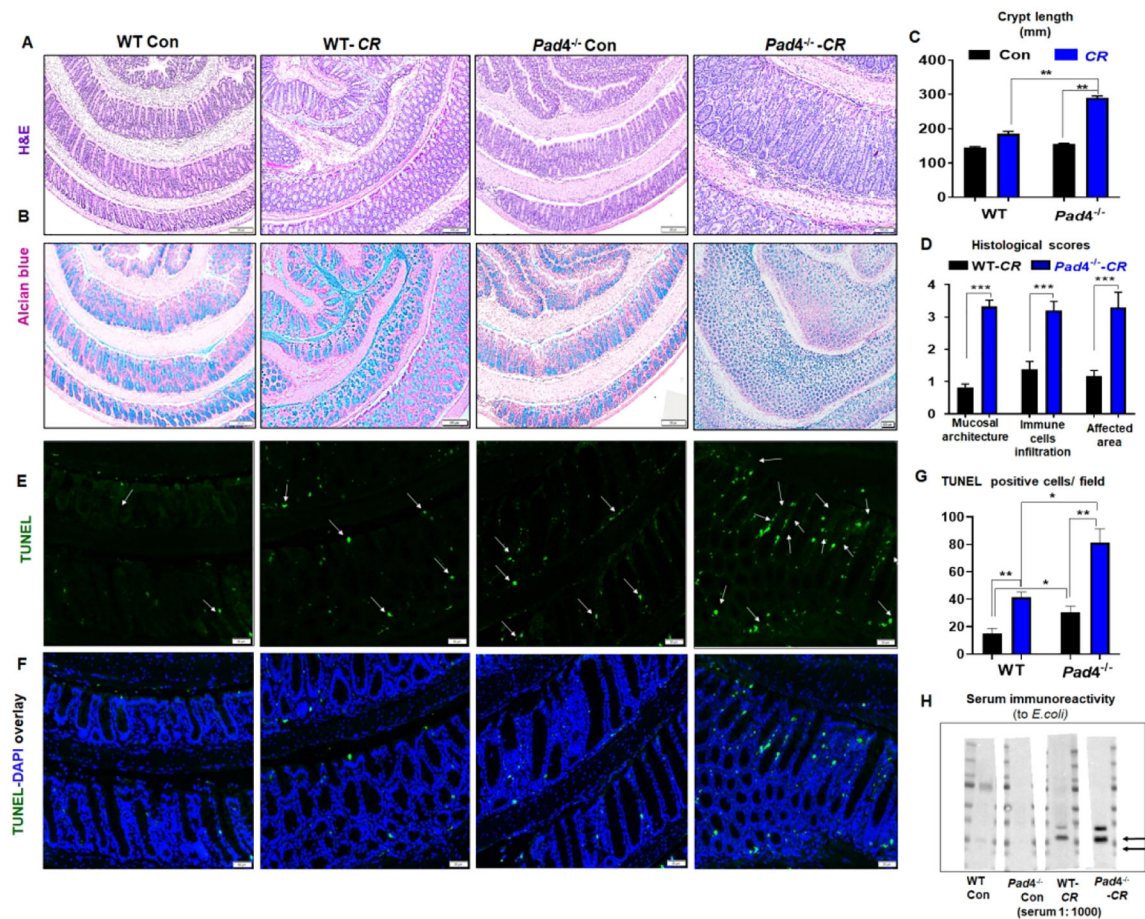 A
WT Con
WT- CR
Pad4-/- Con
Pad4-/- -CR
H&E
B
Alcian blue
E
TUNEL
F
TUNEL-DAPI overlay
C
Crypt length
(mm)
Con
CR
400
300
200
100
0
**
**
WT
Pad4-/-
D
Histological scores
WT-CR
Pad4-/--CR
4
3
2
1
0
***
***
***
Mucosal
architecture
Immune
cells
infiltration
Affected
area
G
TUNEL positive cells/ field
100
80
60
40
20
0
*
**
**
*
WT
Pad4-/-
H
Serum immunoreactivity
(to E.coli)
WT
Con
Pad4-/-
Con
WT-
CR
Pad4-/-
-CR
(serum 1: 1000)